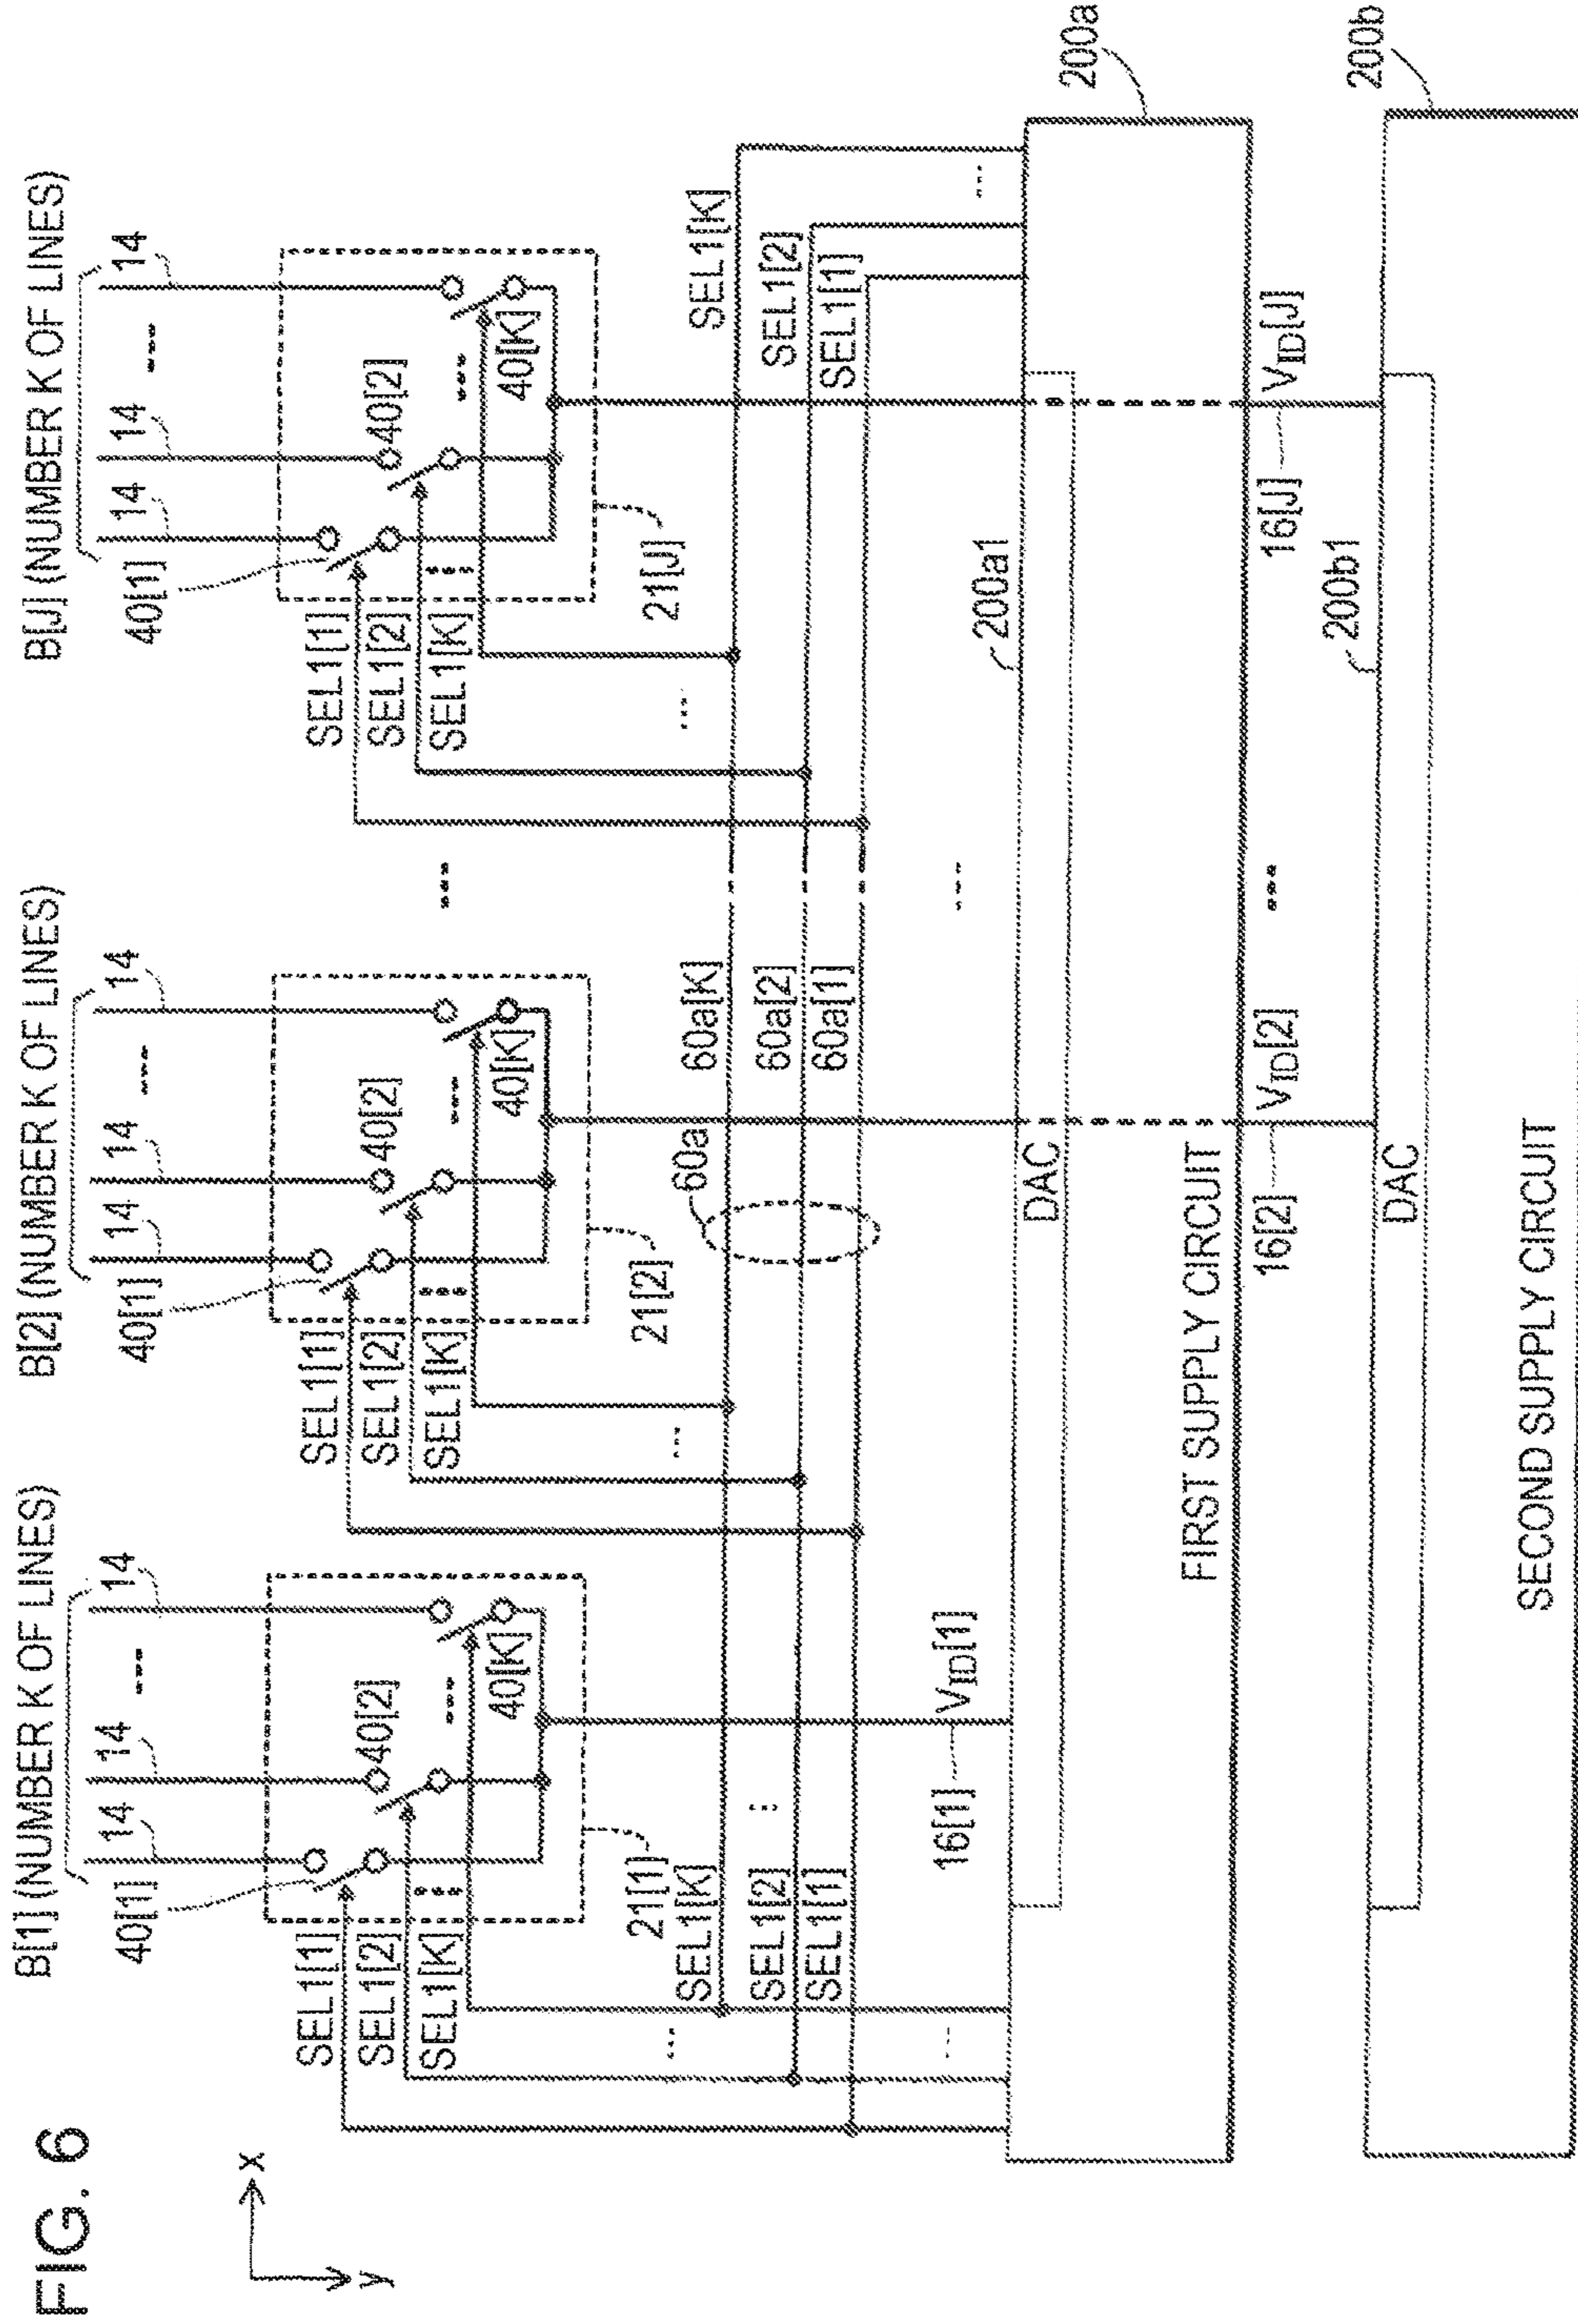 FIG. 6
X
y
B[1] (NUMBER K OF LINES)
B[2] (NUMBER K OF LINES)
B[J] (NUMBER K OF LINES)
40[1]
14
14
---
14
40[1]
14
14
---
14
40[1]
14
14
---
14
SEL1[1]
SEL1[2]
SEL1[K]
40[2]
40[K]
SEL1[1]
SEL1[2]
SEL1[K]
40[2]
40[K]
SEL1[1]
SEL1[2]
SEL1[K]
40[2]
40[K]
21[1]
21[2]
21[J]
SEL1[K]
SEL1[2]
SEL1[1]
60a
60a[K]
60a[2]
60a[1]
SEL1[K]
SEL1[2]
SEL1[1]
16[1]
VID[1]
200a1
200a
DAC
FIRST SUPPLY CIRCUIT
16[2]
VID[2]
16[J]
VID[J]
200b1
200b
DAC
SECOND SUPPLY CIRCUIT